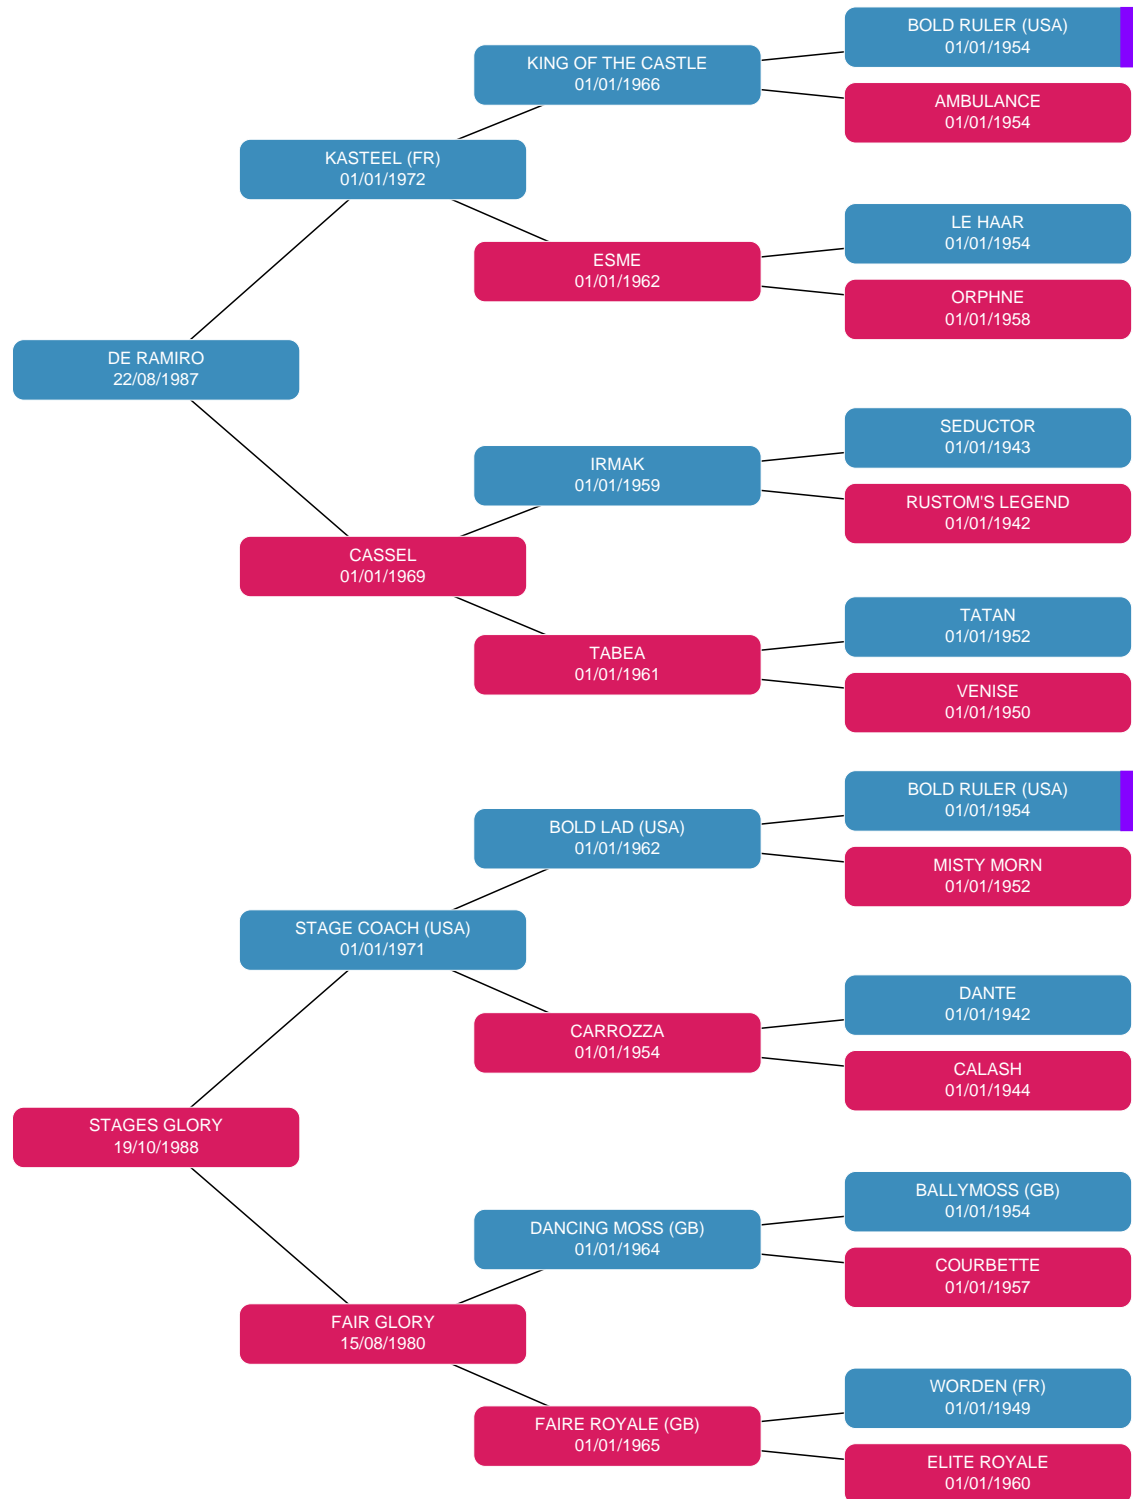 BOLD RULER (USA)
01/01/1954
KING OF THE CASTLE
01/01/1966
AMBULANCE
01/01/1954
KASTEEL (FR)
01/01/1972
LE HAAR
01/01/1954
ESME
01/01/1962
ORPHNE
01/01/1958
DE RAMIRO
22/08/1987
SEDUCTOR
01/01/1943
IRMAK
01/01/1959
RUSTOM'S LEGEND
01/01/1942
CASSEL
01/01/1969
TATAN
01/01/1952
TABEA
01/01/1961
VENISE
01/01/1950
BOLD RULER (USA)
01/01/1954
BOLD LAD (USA)
01/01/1962
MISTY MORN
01/01/1952
STAGE COACH (USA)
01/01/1971
DANTE
01/01/1942
CARROZZA
01/01/1954
CALASH
01/01/1944
STAGES GLORY
19/10/1988
BALLYMOSS (GB)
01/01/1954
DANCING MOSS (GB)
01/01/1964
COURBETTE
01/01/1957
FAIR GLORY
15/08/1980
WORDEN (FR)
01/01/1949
FAIRE ROYALE (GB)
01/01/1965
ELITE ROYALE
01/01/1960